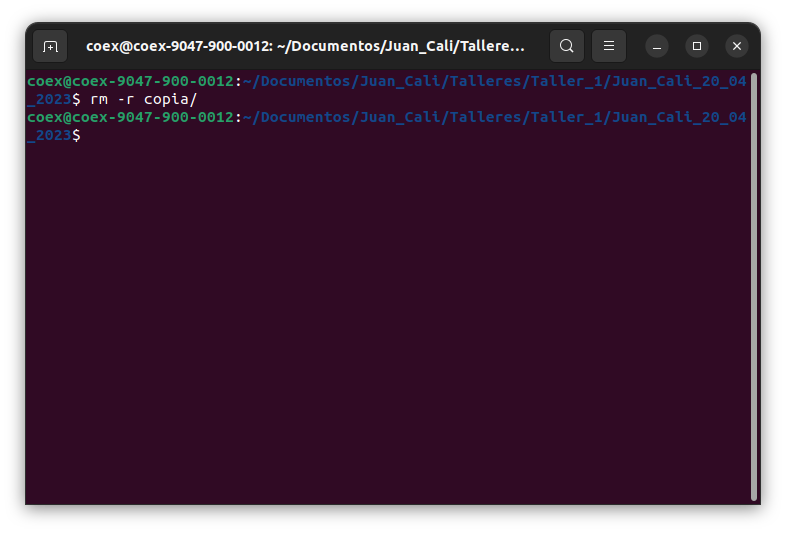 coex@coex-9047-900-0012: ~/Documentos/Juan_Cali/Tallere...
coex@coex-9047-900-0012:~/Documentos/Juan_Cali/Talleres/Taller_1/Juan_Cali_20_04
_2023$ rm -r copia/
coex@coex-9047-900-0012:~/Documentos/Juan_Cali/Talleres/Taller_1/Juan_Cali_20_04
_2023$